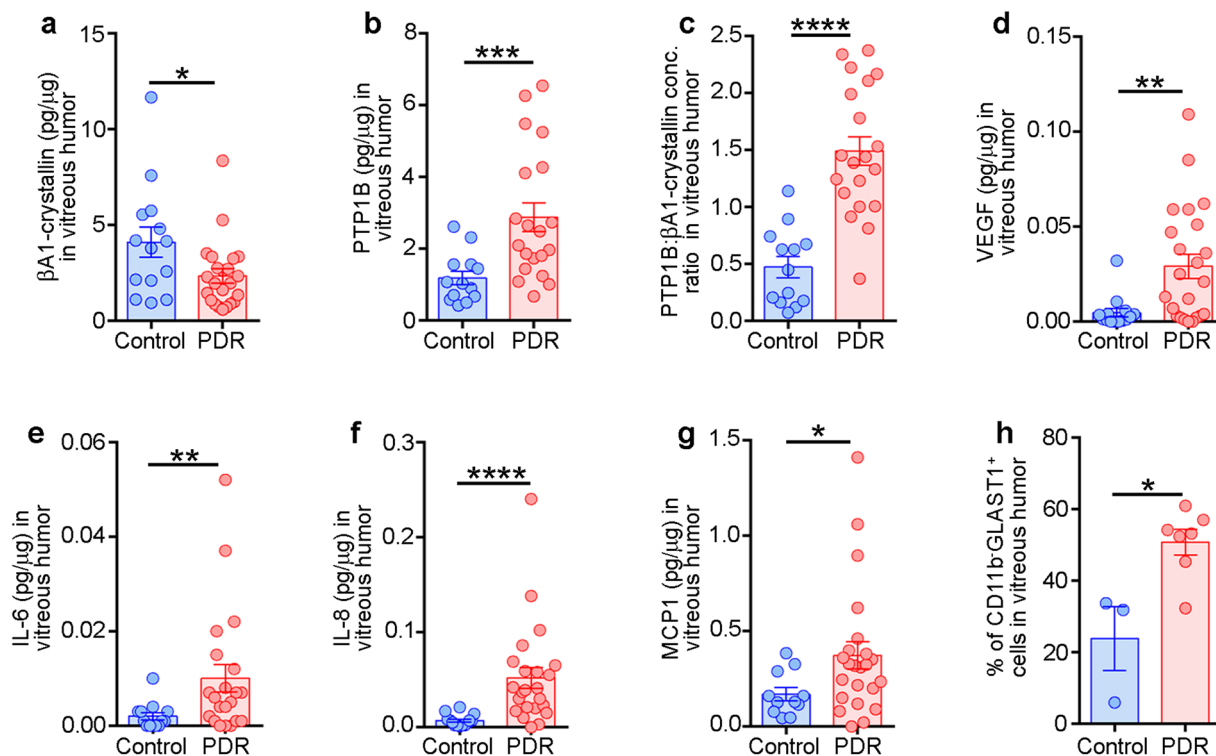 a
βA1-crystallin (pg/μg)
in vitreous humor
15
10
5
0
*
Control PDR
b
PTP1B (pg/μg) in
vitreous humor
8
6
4
2
0
***
Control PDR
c
PTP1B:βA1-crystallin conc.
ratio in vitreous humor
2.5
2.0
1.5
1.0
0.5
0.0
****
Control PDR
d
VEGF (pg/μg) in
vitreous humor
0.15
0.10
0.05
0.00
**
Control PDR
e
IL-6 (pg/μg) in
vitreous humor
0.06
0.04
0.02
0.00
**
Control PDR
f
IL-8 (pg/μg) in
vitreous humor
0.3
0.2
0.1
0.0
****
Control PDR
g
MCP1 (pg/μg) in
vitreous humor
1.5
1.0
0.5
0.0
*
Control PDR
h
% of CD11b⁻GLAST1⁺
cells in vitreous humor
80
60
40
20
0
*
Control PDR